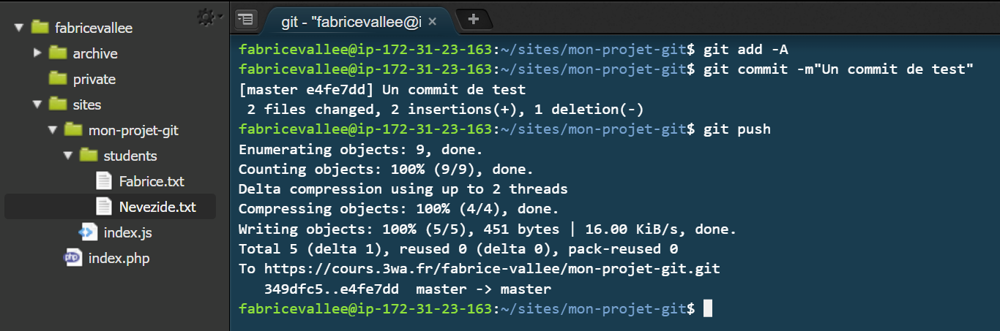 fabricevallee
archive
private
sites
mon-projet-git
students
Fabrice.txt
Nevezide.txt
index.js
php index.php
git - "fabricevallee@i × +
fabricevallee@ip-172-31-23-163:~/sites/mon-projet-git$ git add -A
fabricevallee@ip-172-31-23-163:~/sites/mon-projet-git$ git commit -m"Un commit de test"
[master e4fe7dd] Un commit de test
 2 files changed, 2 insertions(+), 1 deletion(-)
fabricevallee@ip-172-31-23-163:~/sites/mon-projet-git$ git push
Enumerating objects: 9, done.
Counting objects: 100% (9/9), done.
Delta compression using up to 2 threads
Compressing objects: 100% (4/4), done.
Writing objects: 100% (5/5), 451 bytes | 16.00 KiB/s, done.
Total 5 (delta 1), reused 0 (delta 0), pack-reused 0
To https://cours.3wa.fr/fabrice-vallee/mon-projet-git.git
   349dfc5..e4fe7dd  master -> master
fabricevallee@ip-172-31-23-163:~/sites/mon-projet-git$